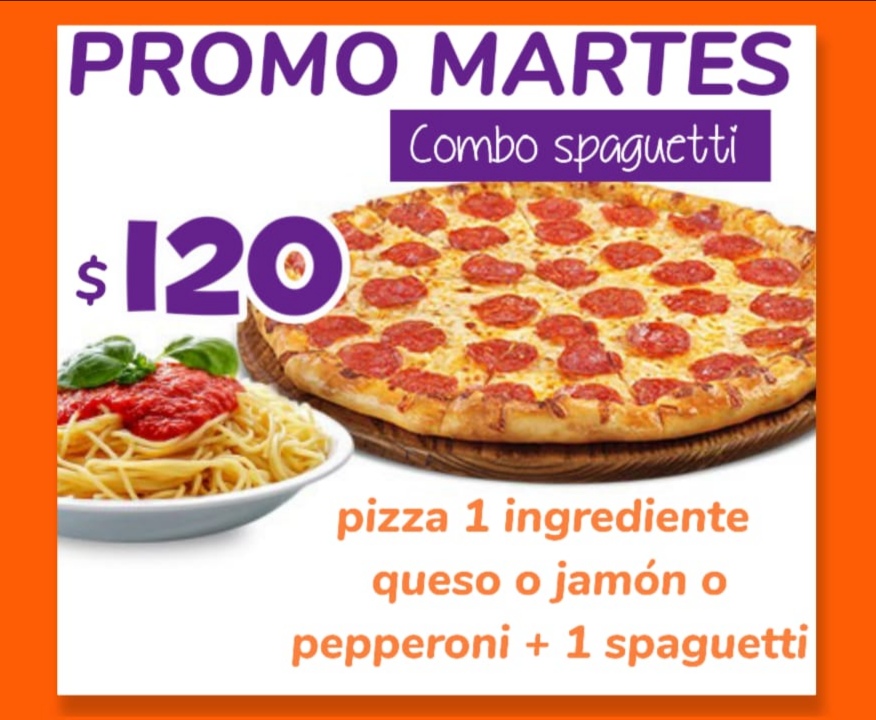 PROMO MARTES
Combo spaguetti
$120
pizza 1 ingrediente
queso o jamón o
pepperoni + 1 spaguetti